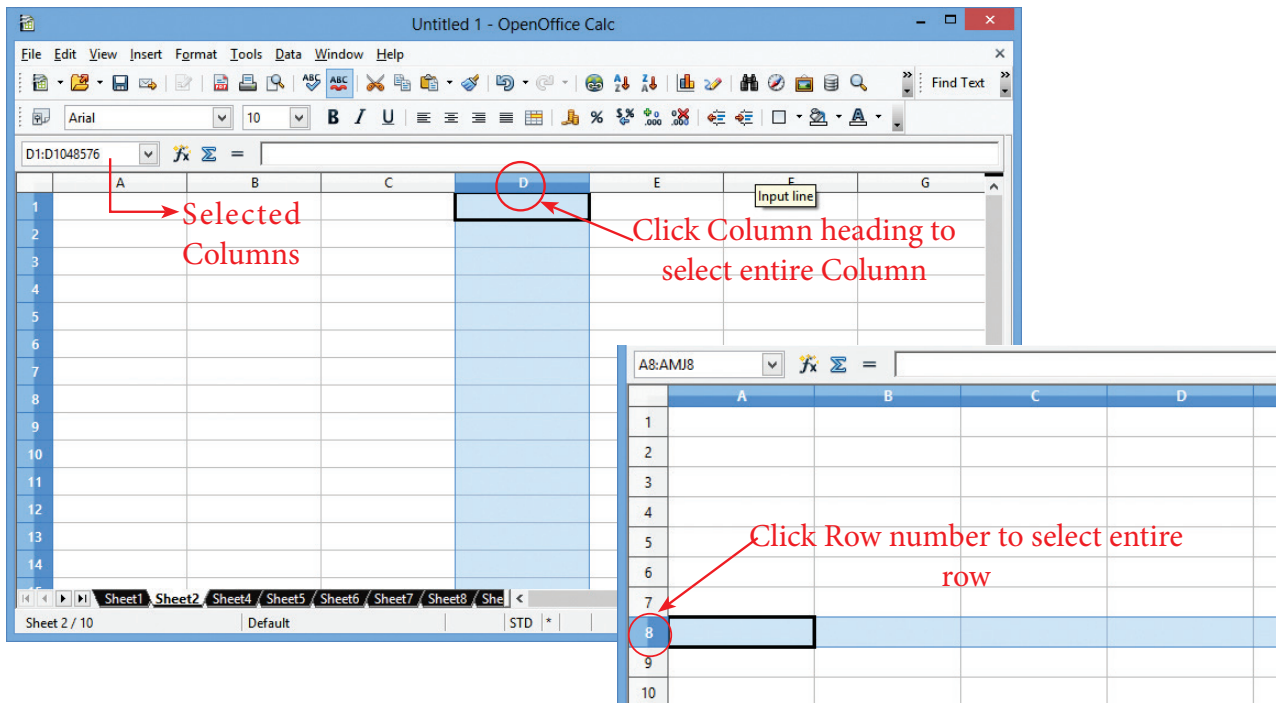 Untitled 1 - OpenOffice Calc
File Edit View Insert Format Tools Data Window Help
Find Text
Arial 10 B I U
D1:D1048576
A B C D E F G
Input line
1
2
3
4
5
6
7
8
9
10
11
12
13
14
Selected
Columns
Click Column heading to
select entire Column
Sheet1 Sheet2 Sheet4 Sheet5 Sheet6 Sheet7 Sheet8 She
Sheet 2 / 10 Default STD *
A8:AMJ8
A B C D
1
2
3
4
5
6
7
8
9
10
Click Row number to select entire
row